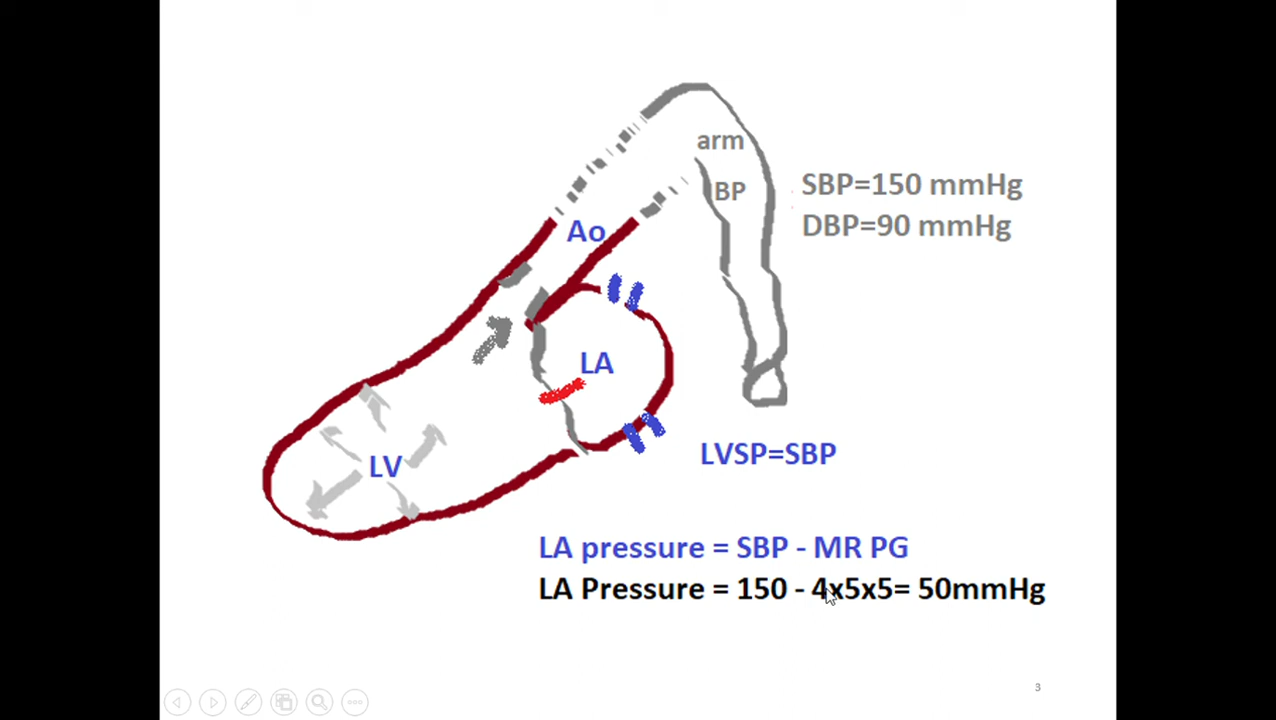 arm
BP
SBP=150 mmHg
DBP=90 mmHg
Ao
LA
LV
LVSP=SBP
LA pressure = SBP - MR PG
LA Pressure = 150 - 4x5x5= 50mmHg
3